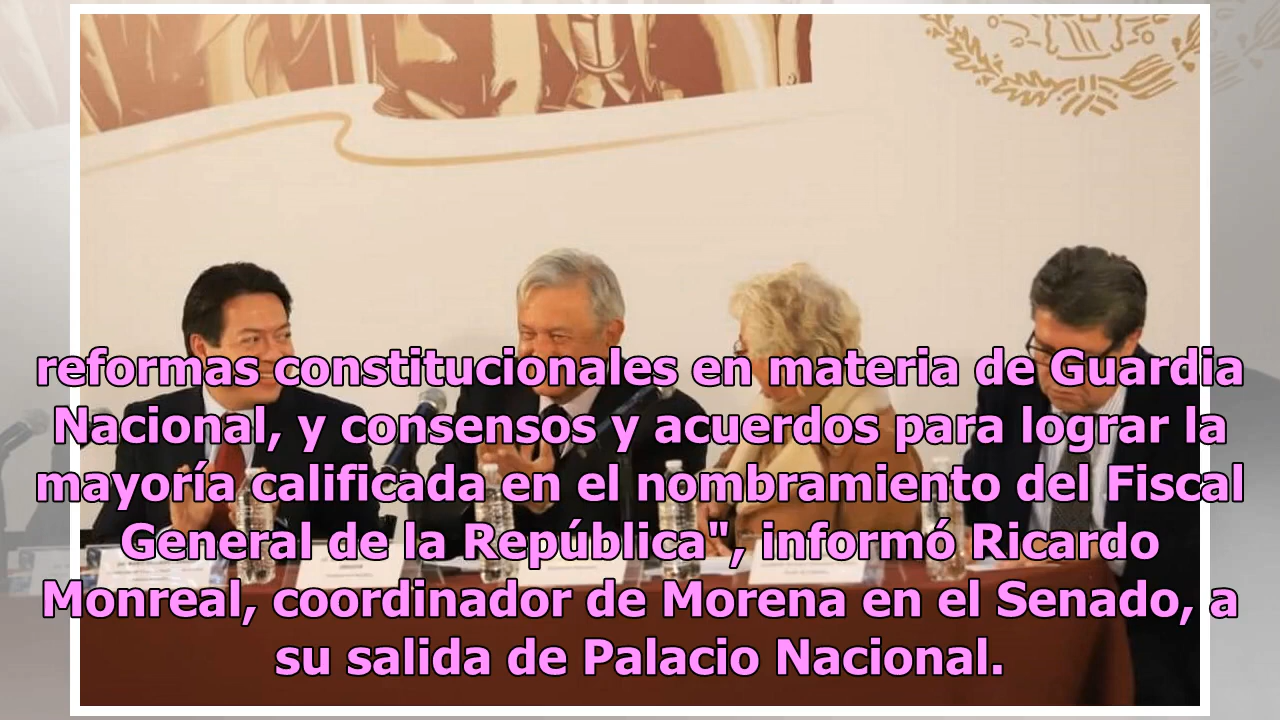 reformas constitucionales en materia de Guardia
Nacional, y consensos y acuerdos para lograr la
mayoría calificada en el nombramiento del Fiscal
General de la República", informó Ricardo
Monreal, coordinador de Morena en el Senado, a
su salida de Palacio Nacional.